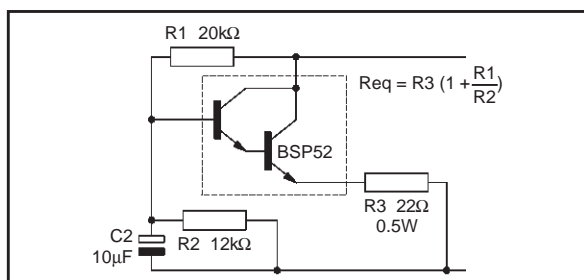 R1 20kΩ
Req = R3 (1 + R1/R2)
BSP52
R3 22Ω
0.5W
C2
10μF
R2 12kΩ